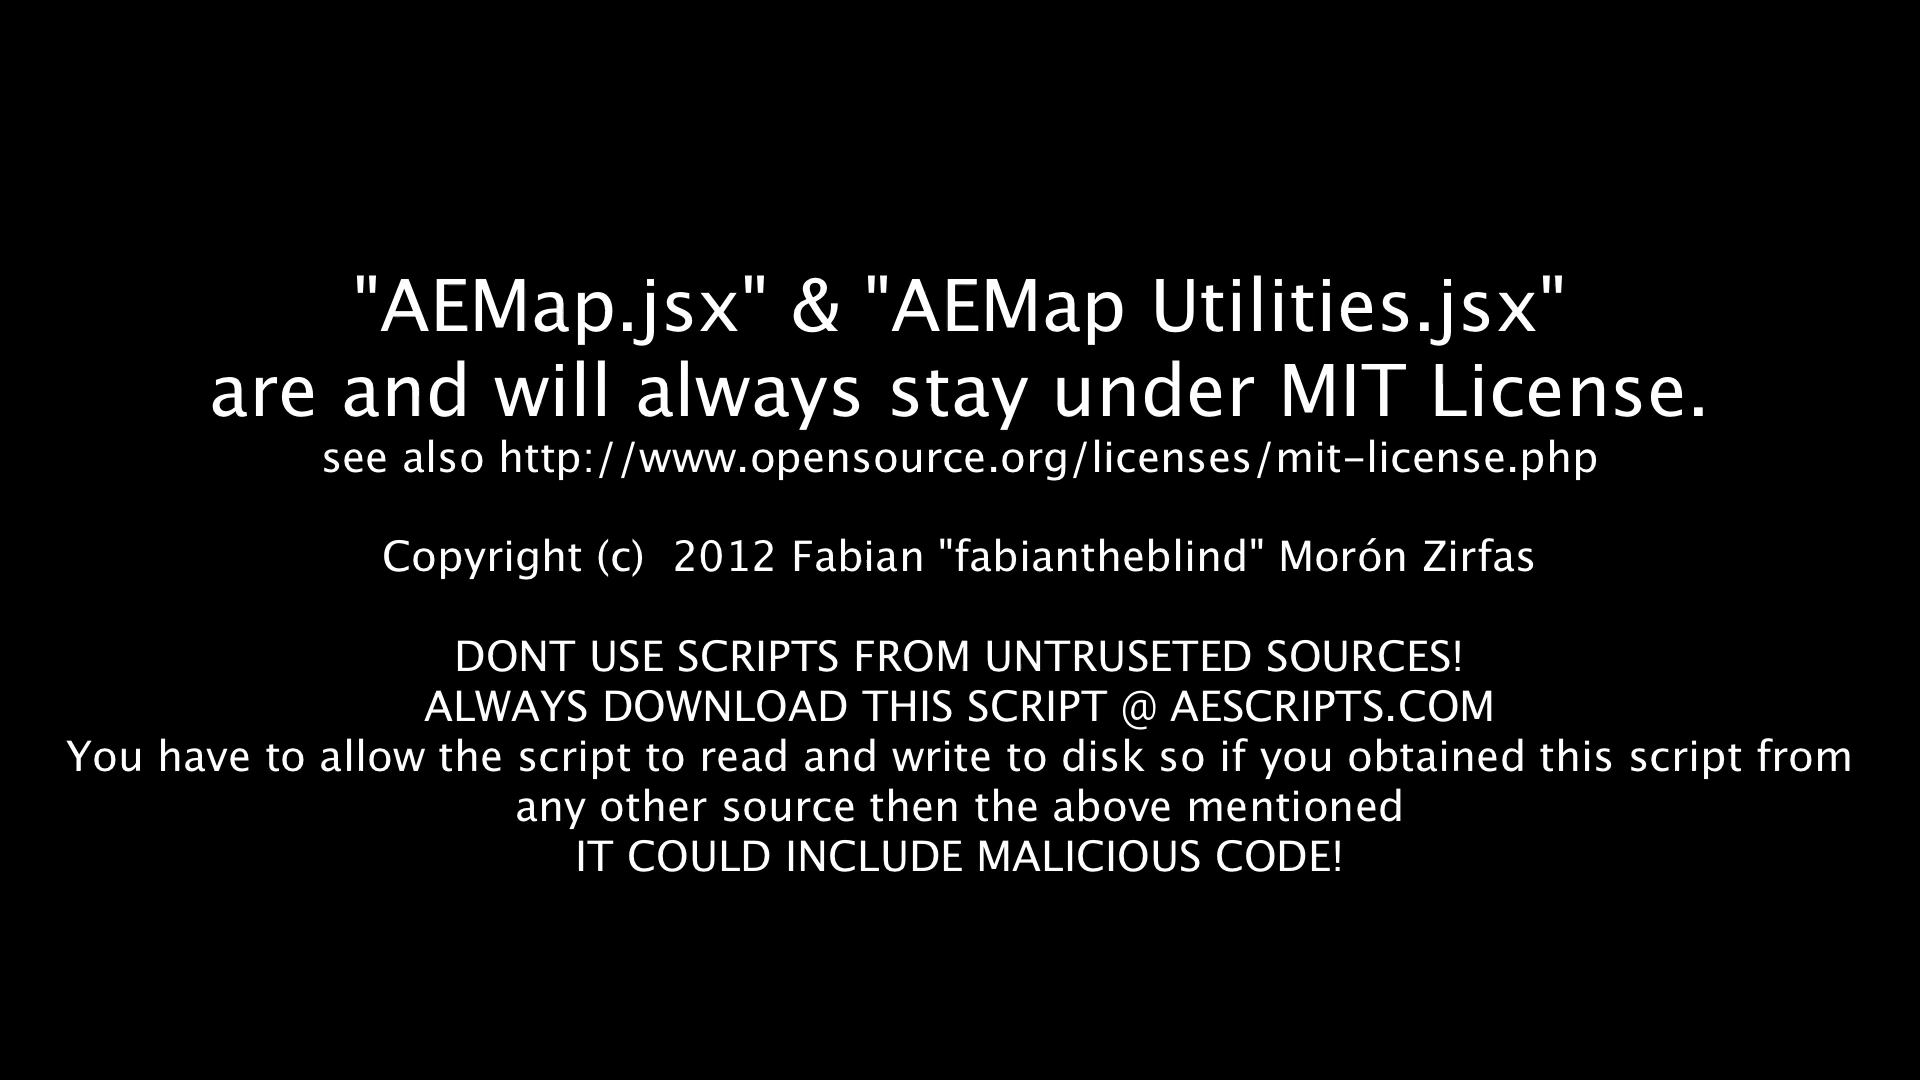 "AEMap.jsx" & "AEMap Utilities.jsx"
are and will always stay under MIT License.
see also http://www.opensource.org/licenses/mit-license.php
Copyright (c)  2012 Fabian "fabiantheblind" Morón Zirfas
DONT USE SCRIPTS FROM UNTRUSETED SOURCES!
ALWAYS DOWNLOAD THIS SCRIPT @ AESCRIPTS.COM
You have to allow the script to read and write to disk so if you obtained this script from
any other source then the above mentioned
IT COULD INCLUDE MALICIOUS CODE!